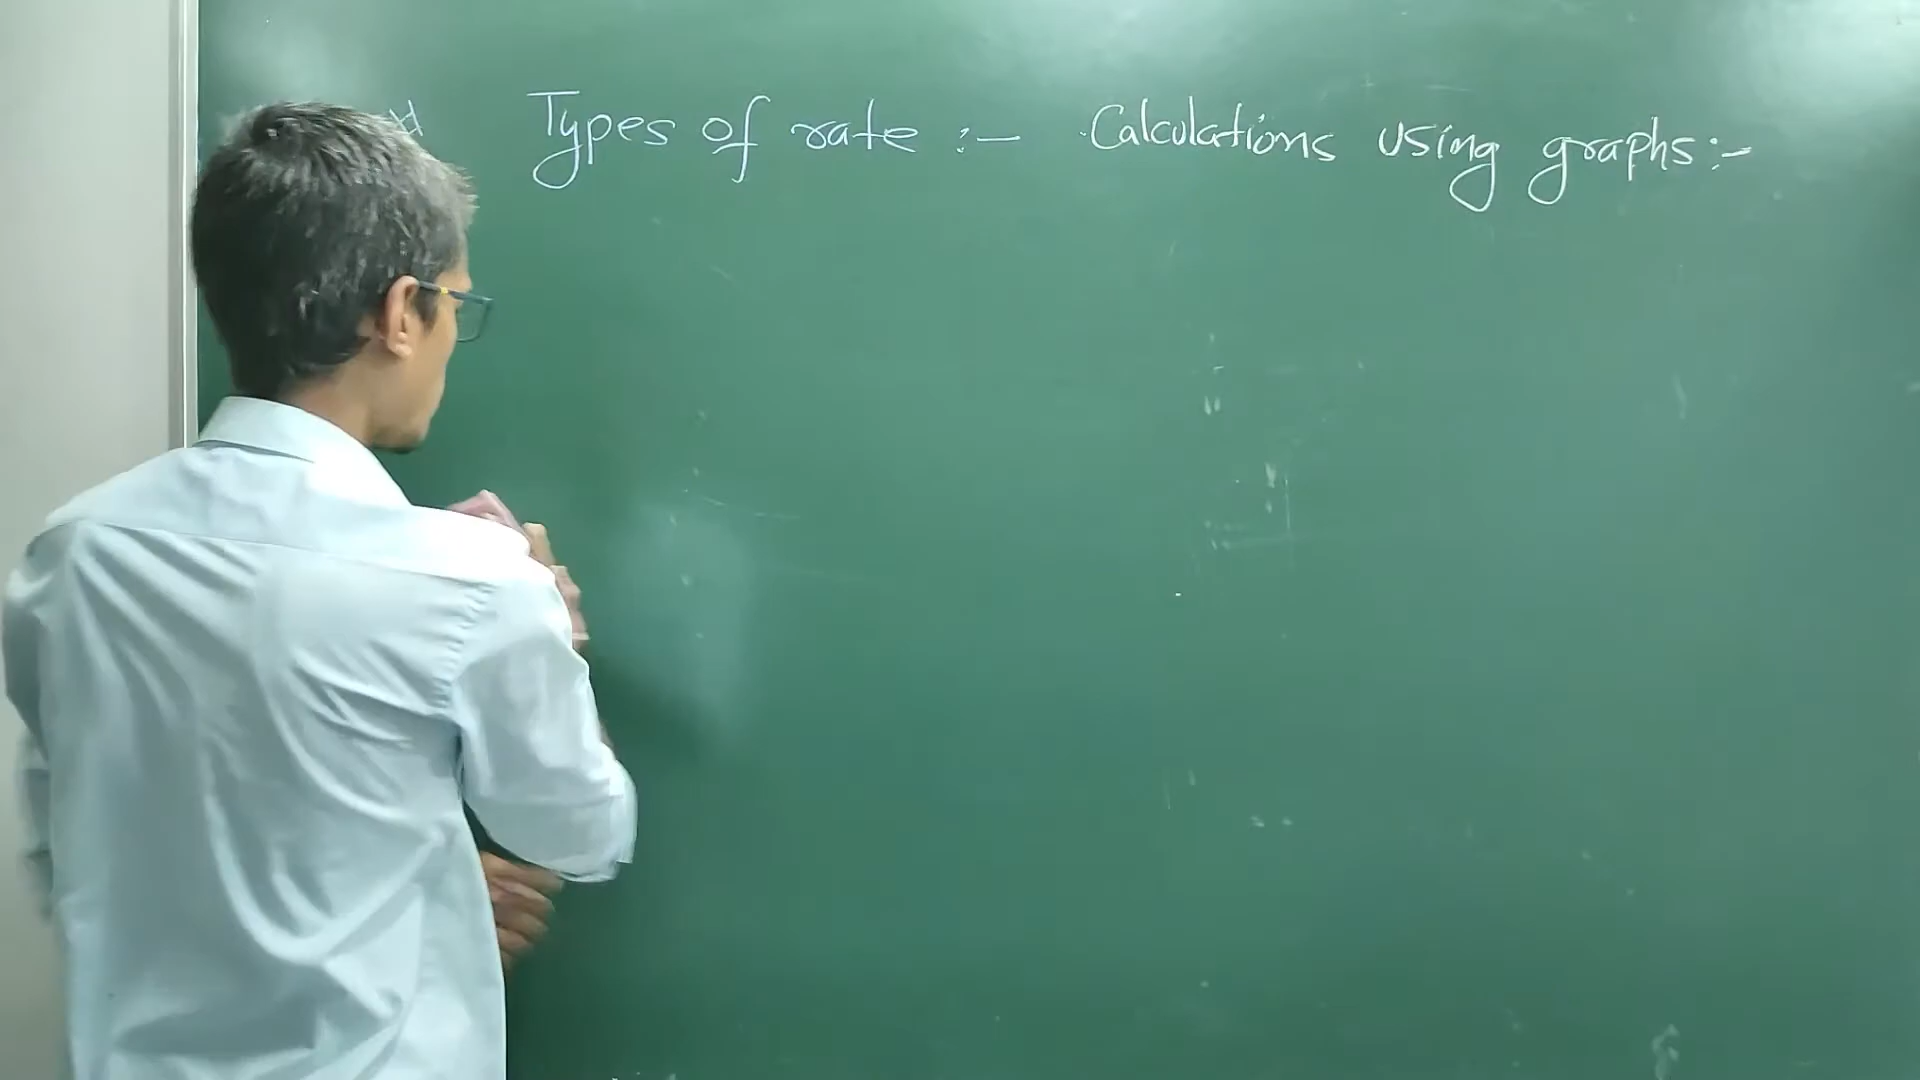 # Types of rate :- Calculations using graphs :-